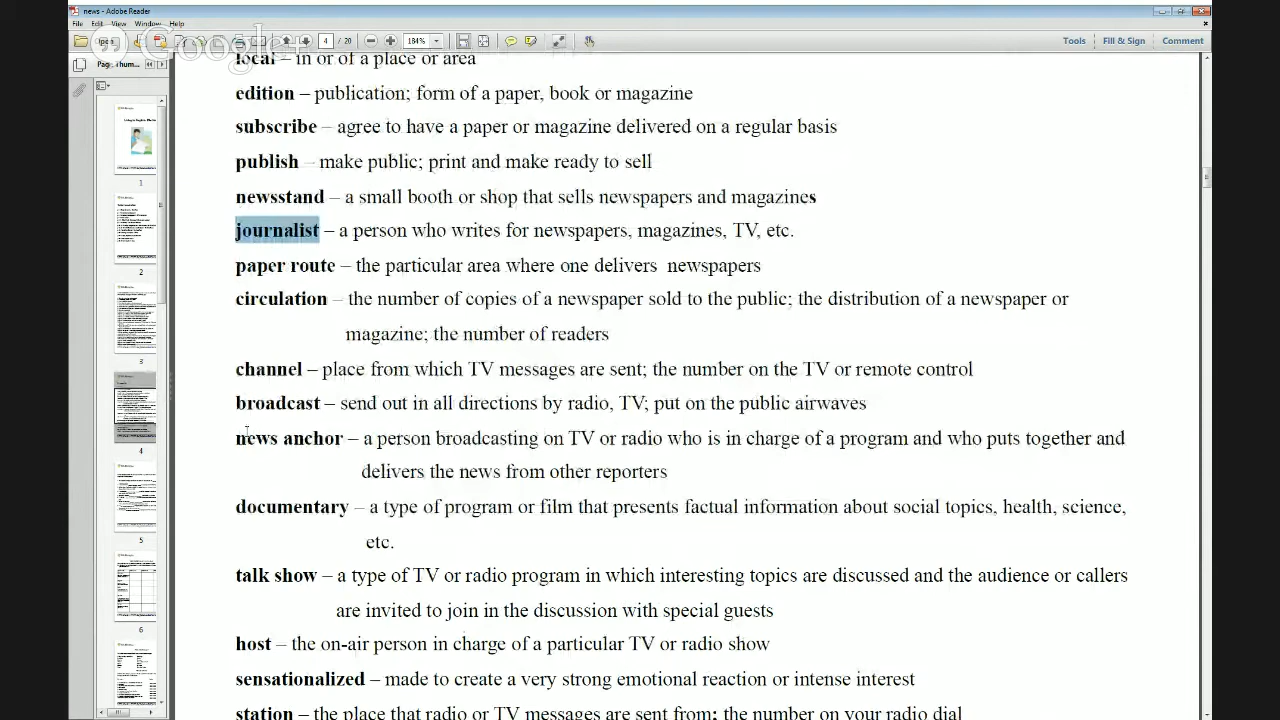 news - Adobe Reader
File Edit View Window Help
Open
4 / 20
184%
Tools Fill & Sign Comment
Google+
Page Thum...
local – in or of a place or area
edition – publication; form of a paper, book or magazine
subscribe – agree to have a paper or magazine delivered on a regular basis
publish – make public; print and make ready to sell
newsstand – a small booth or shop that sells newspapers and magazines
journalist – a person who writes for newspapers, magazines, TV, etc.
paper route – the particular area where one delivers newspapers
circulation – the number of copies of a newspaper sold to the public; the distribution of a newspaper or
magazine; the number of readers
channel – place from which TV messages are sent; the number on the TV or remote control
broadcast – send out in all directions by radio, TV; put on the public airwaves
news anchor – a person broadcasting on TV or radio who is in charge of a program and who puts together and
delivers the news from other reporters
documentary – a type of program or film that presents factual information about social topics, health, science,
etc.
talk show – a type of TV or radio program in which interesting topics are discussed and the audience or callers
are invited to join in the discussion with special guests
host – the on-air person in charge of a particular TV or radio show
sensationalized – made to create a very strong emotional reaction or intense interest
station – the place that radio or TV messages are sent from; the number on your radio dial
1
2
3
4
5
6